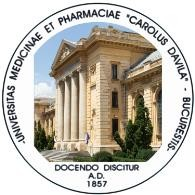 ·UNIVERSITAS MEDICINAE ET PHARMACIAE "CAROLUS DAVILA"- BUCURESTIS·
DOCENDO DISCITUR
A.D.
1857